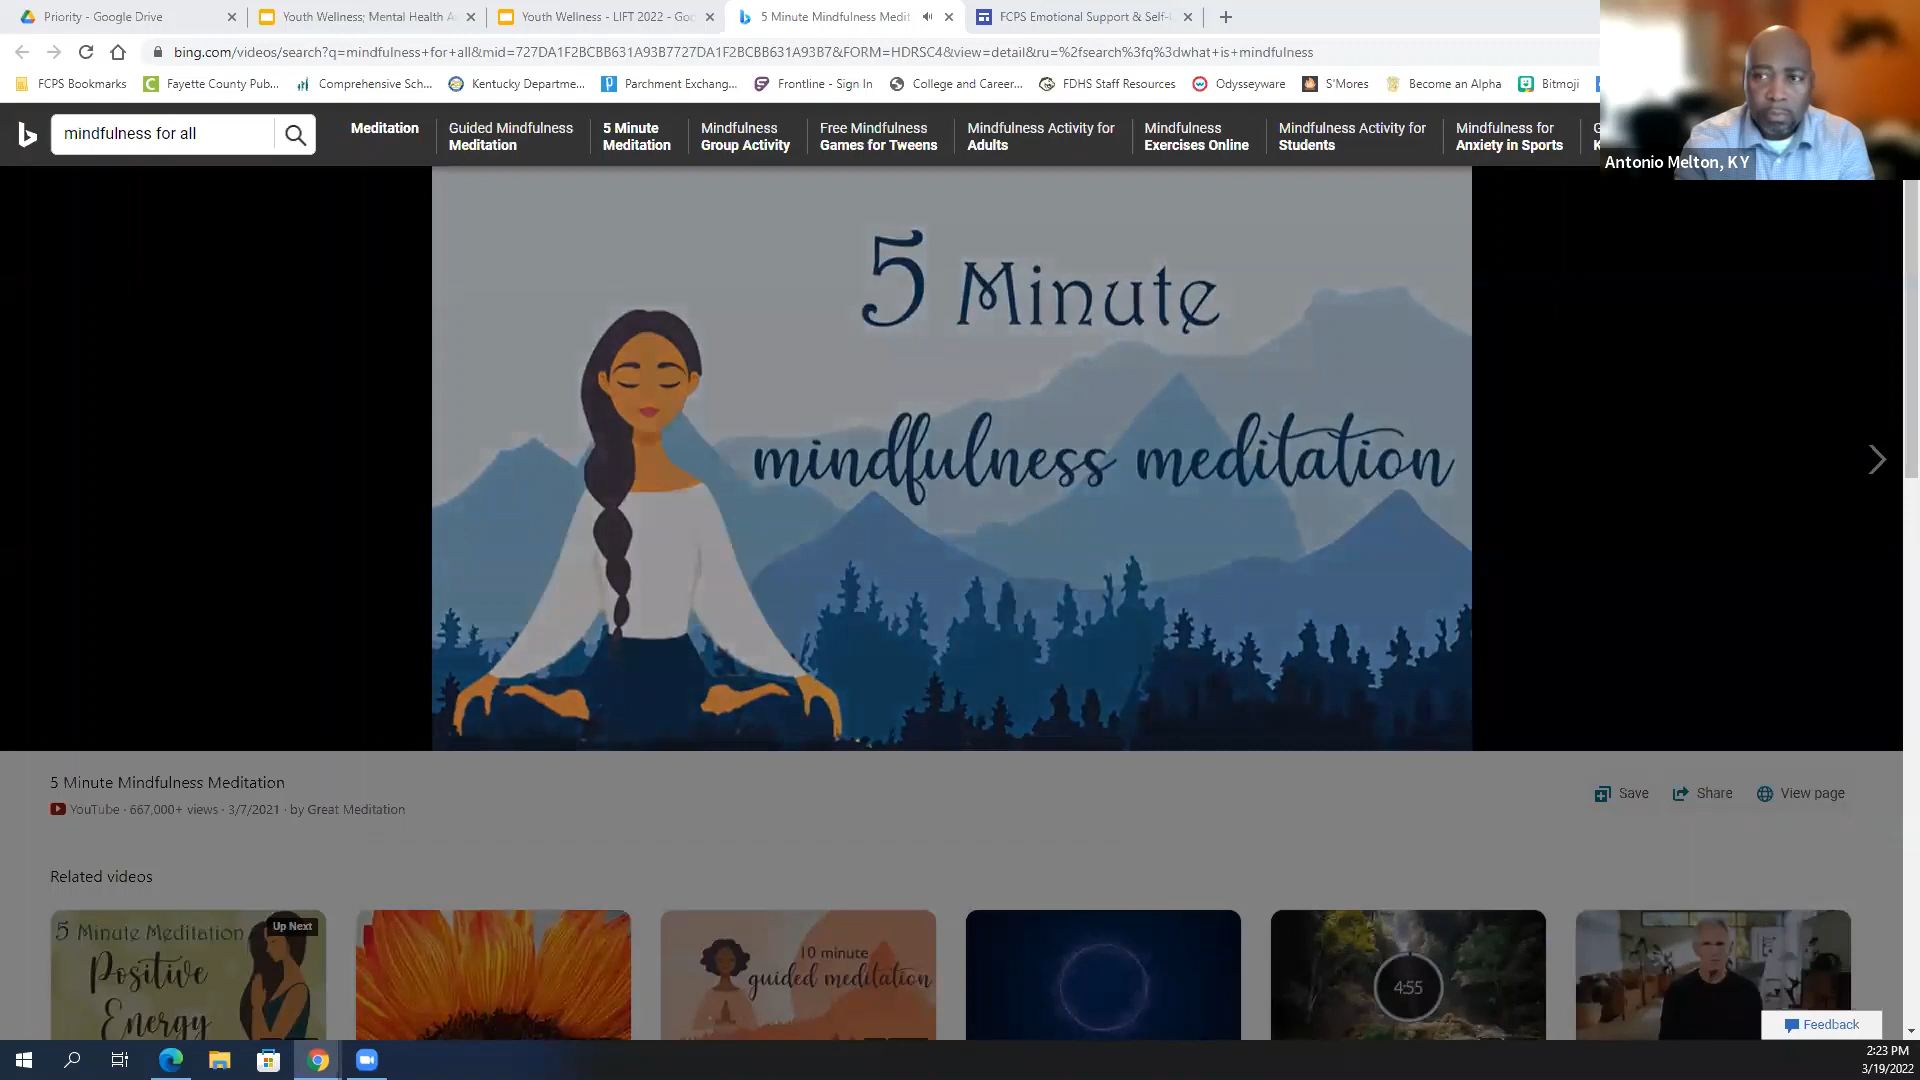 Priority - Google Drive
Youth Wellness; Mental Health A
Youth Wellness - LIFT 2022 - Goo
5 Minute Mindfulness Medit
FCPS Emotional Support & Self-
bing.com/videos/search?q=mindfulness+for+all&mid=727DA1F2BCBB631A93B7727DA1F2BCBB631A93B7&FORM=HDRSC4&view=detail&ru=%2fsearch%3fq%3dwhat+is+mindfulness
FCPS Bookmarks
Fayette County Pub...
Comprehensive Sch...
Kentucky Departme...
Parchment Exchang...
Frontline - Sign In
College and Career...
FDHS Staff Resources
Odysseyware
S'Mores
Become an Alpha
Bitmoji
mindfulness for all
Meditation
Guided Mindfulness
Meditation
5 Minute
Meditation
Mindfulness
Group Activity
Free Mindfulness
Games for Tweens
Mindfulness Activity for
Adults
Mindfulness
Exercises Online
Mindfulness Activity for
Students
Mindfulness for
Anxiety in Sports
Antonio Melton, KY
5 Minute
mindfulness meditation
5 Minute Mindfulness Meditation
YouTube · 667,000+ views · 3/7/2021 · by Great Meditation
Save
Share
View page
Related videos
5 Minute Meditation
Up Next
Positive
Energy
10 minute
guided meditation
4:55
Feedback
2:23 PM
3/19/2022